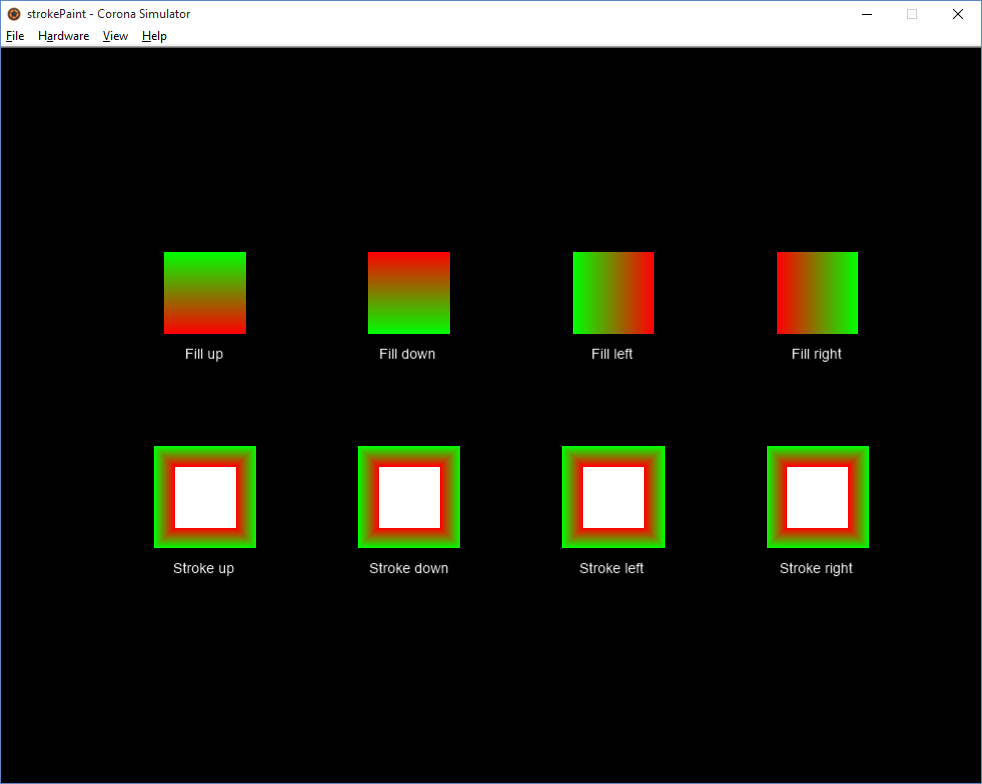 strokePaint - Corona Simulator
File Hardware View Help
Fill up Fill down Fill left Fill right
Stroke up Stroke down Stroke left Stroke right